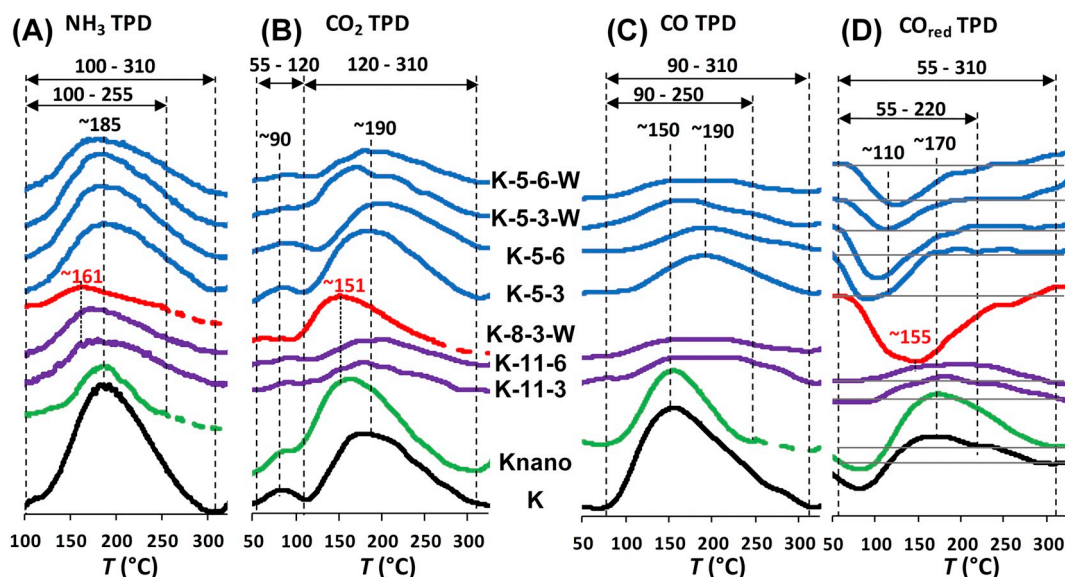 (A) NH3 TPD
100 - 310
100 - 255
~185
~161
100 150 200 250 300
T (°C)
(B) CO2 TPD
55 - 120 120 - 310
~90 ~190
~151
50 100 150 200 250 300
T (°C)
K-5-6-W
K-5-3-W
K-5-6
K-5-3
K-8-3-W
K-11-6
K-11-3
Knano
K
(C) CO TPD
90 - 310
90 - 250
~150 ~190
50 100 150 200 250 300
T (°C)
(D) COred TPD
55 - 310
55 - 220
~110 ~170
~155
50 100 150 200 250 300
T (°C)